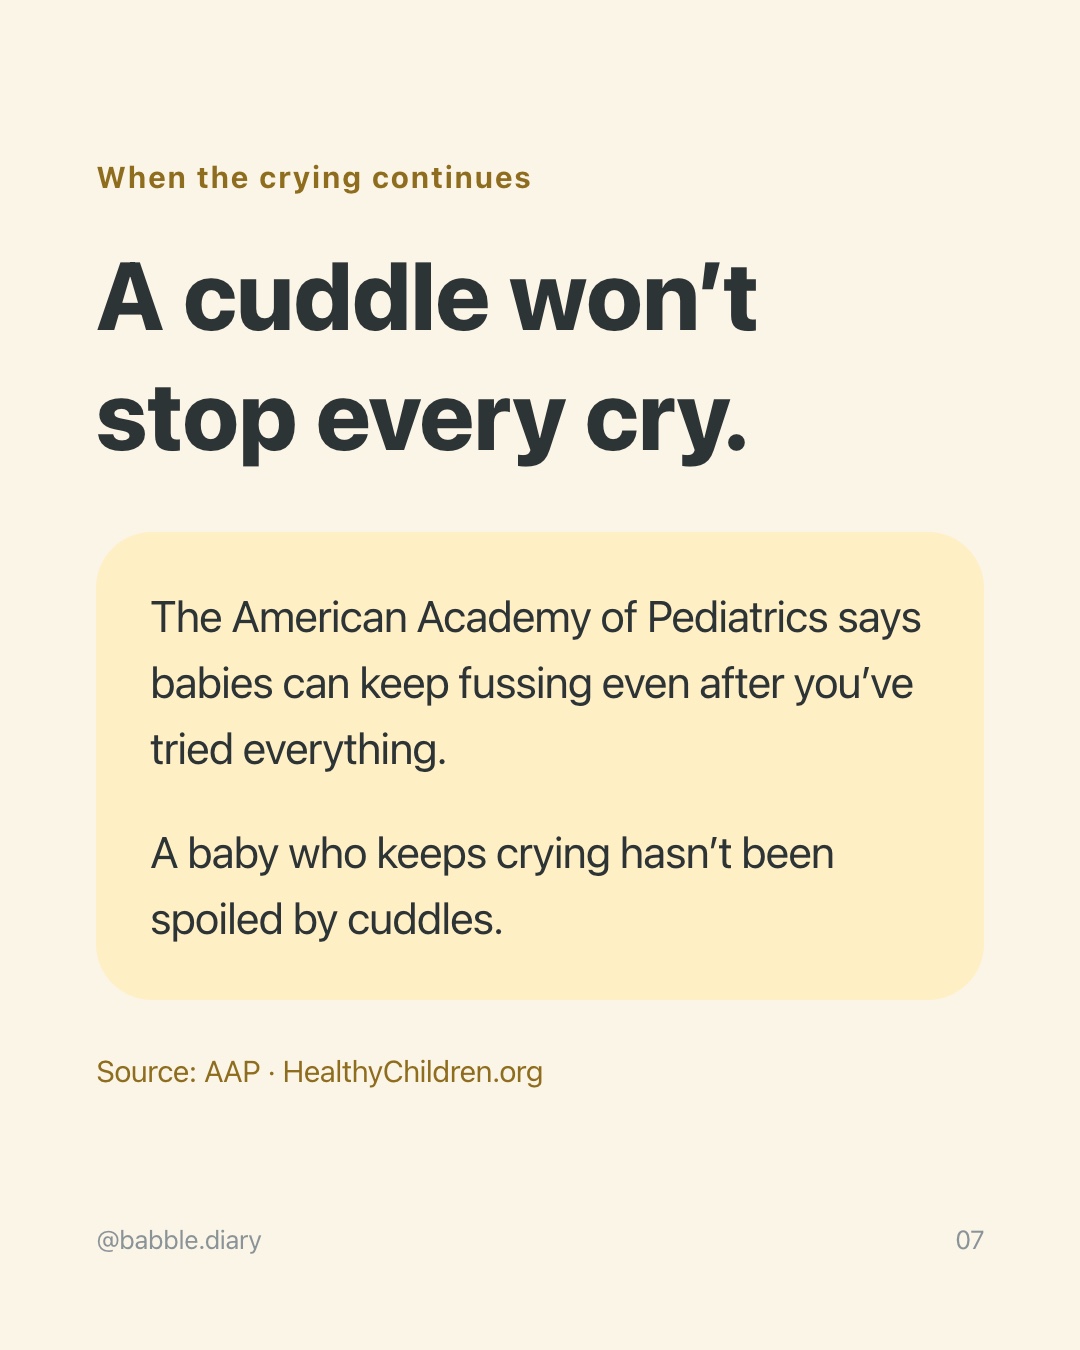 When the crying continues
A cuddle won’t
stop every cry.
The American Academy of Pediatrics says
babies can keep fussing even after you’ve
tried everything.
A baby who keeps crying hasn’t been
spoiled by cuddles.
Source: AAP · HealthyChildren.org
@babble.diary
07